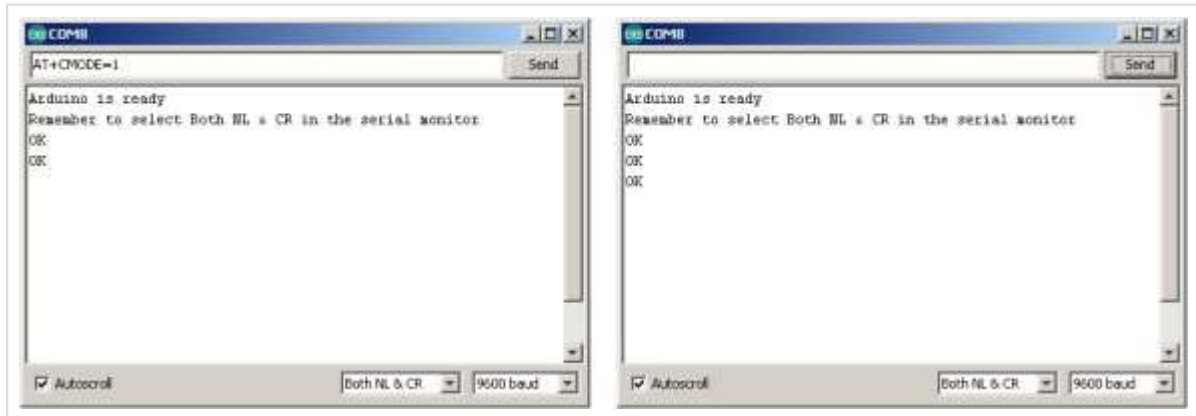 COM8
AT+CMODE=1
Send
Arduino is ready
Remember to select Both NL & CR in the serial monitor
OK
OK
Autoscroll
Both NL & CR
9600 baud
COM8
Send
Arduino is ready
Remember to select Both NL & CR in the serial monitor
OK
OK
OK
Autoscroll
Both NL & CR
9600 baud